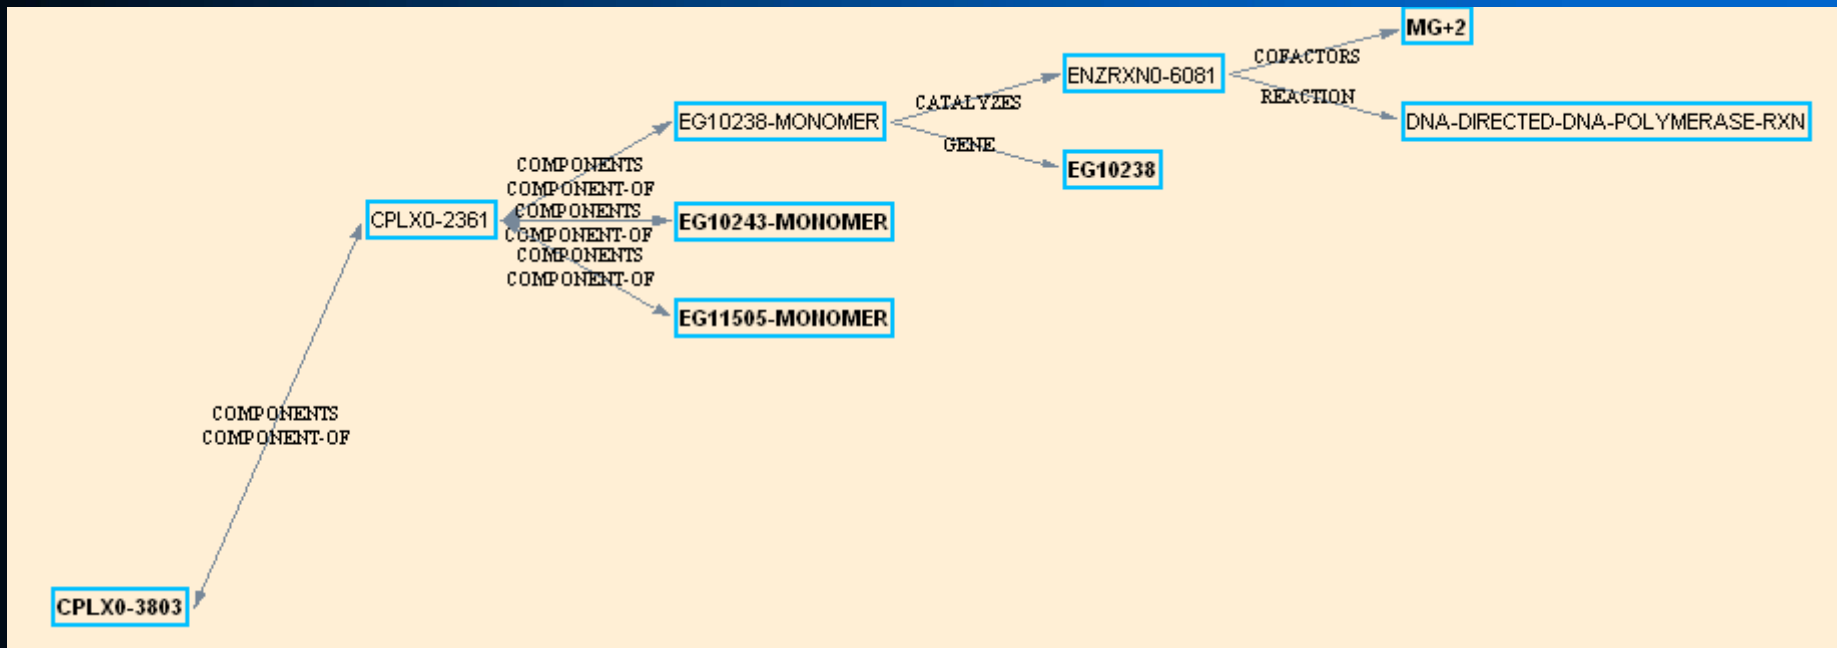 MG+2
COFACTORS
ENZRXN0-6081
REACTION
DNA-DIRECTED-DNA-POLYMERASE-RXN
CATALYZES
EG10238-MONOMER
GENE
EG10238
COMPONENTS
COMPONENT-OF
COMPONENTS
CPLX0-2361
EG10243-MONOMER
COMPONENT-OF
COMPONENTS
COMPONENT-OF
EG11505-MONOMER
COMPONENTS
COMPONENT-OF
CPLX0-3803